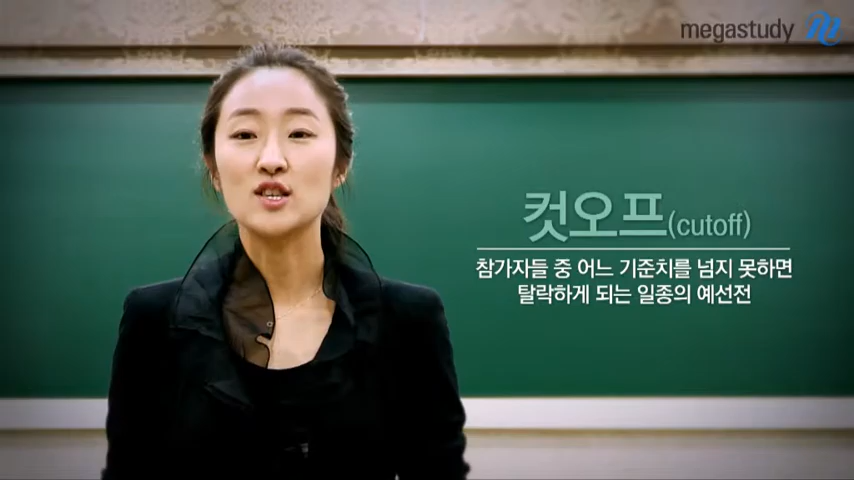 megastudy
컷오프(cutoff)
참가자들 중 어느 기준치를 넘지 못하면
탈락하게 되는 일종의 예선전